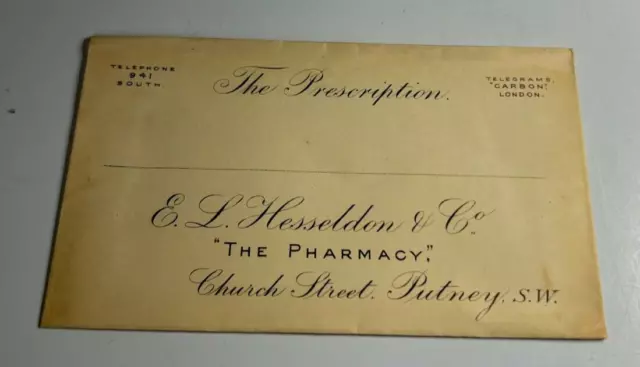 TELEPHONE
941
SOUTH.
The Prescription.
TELEGRAMS,
"CARBON",
LONDON.
E. L. Hesseldon & Co.
"THE PHARMACY",
Church Street. Putney. S.W.